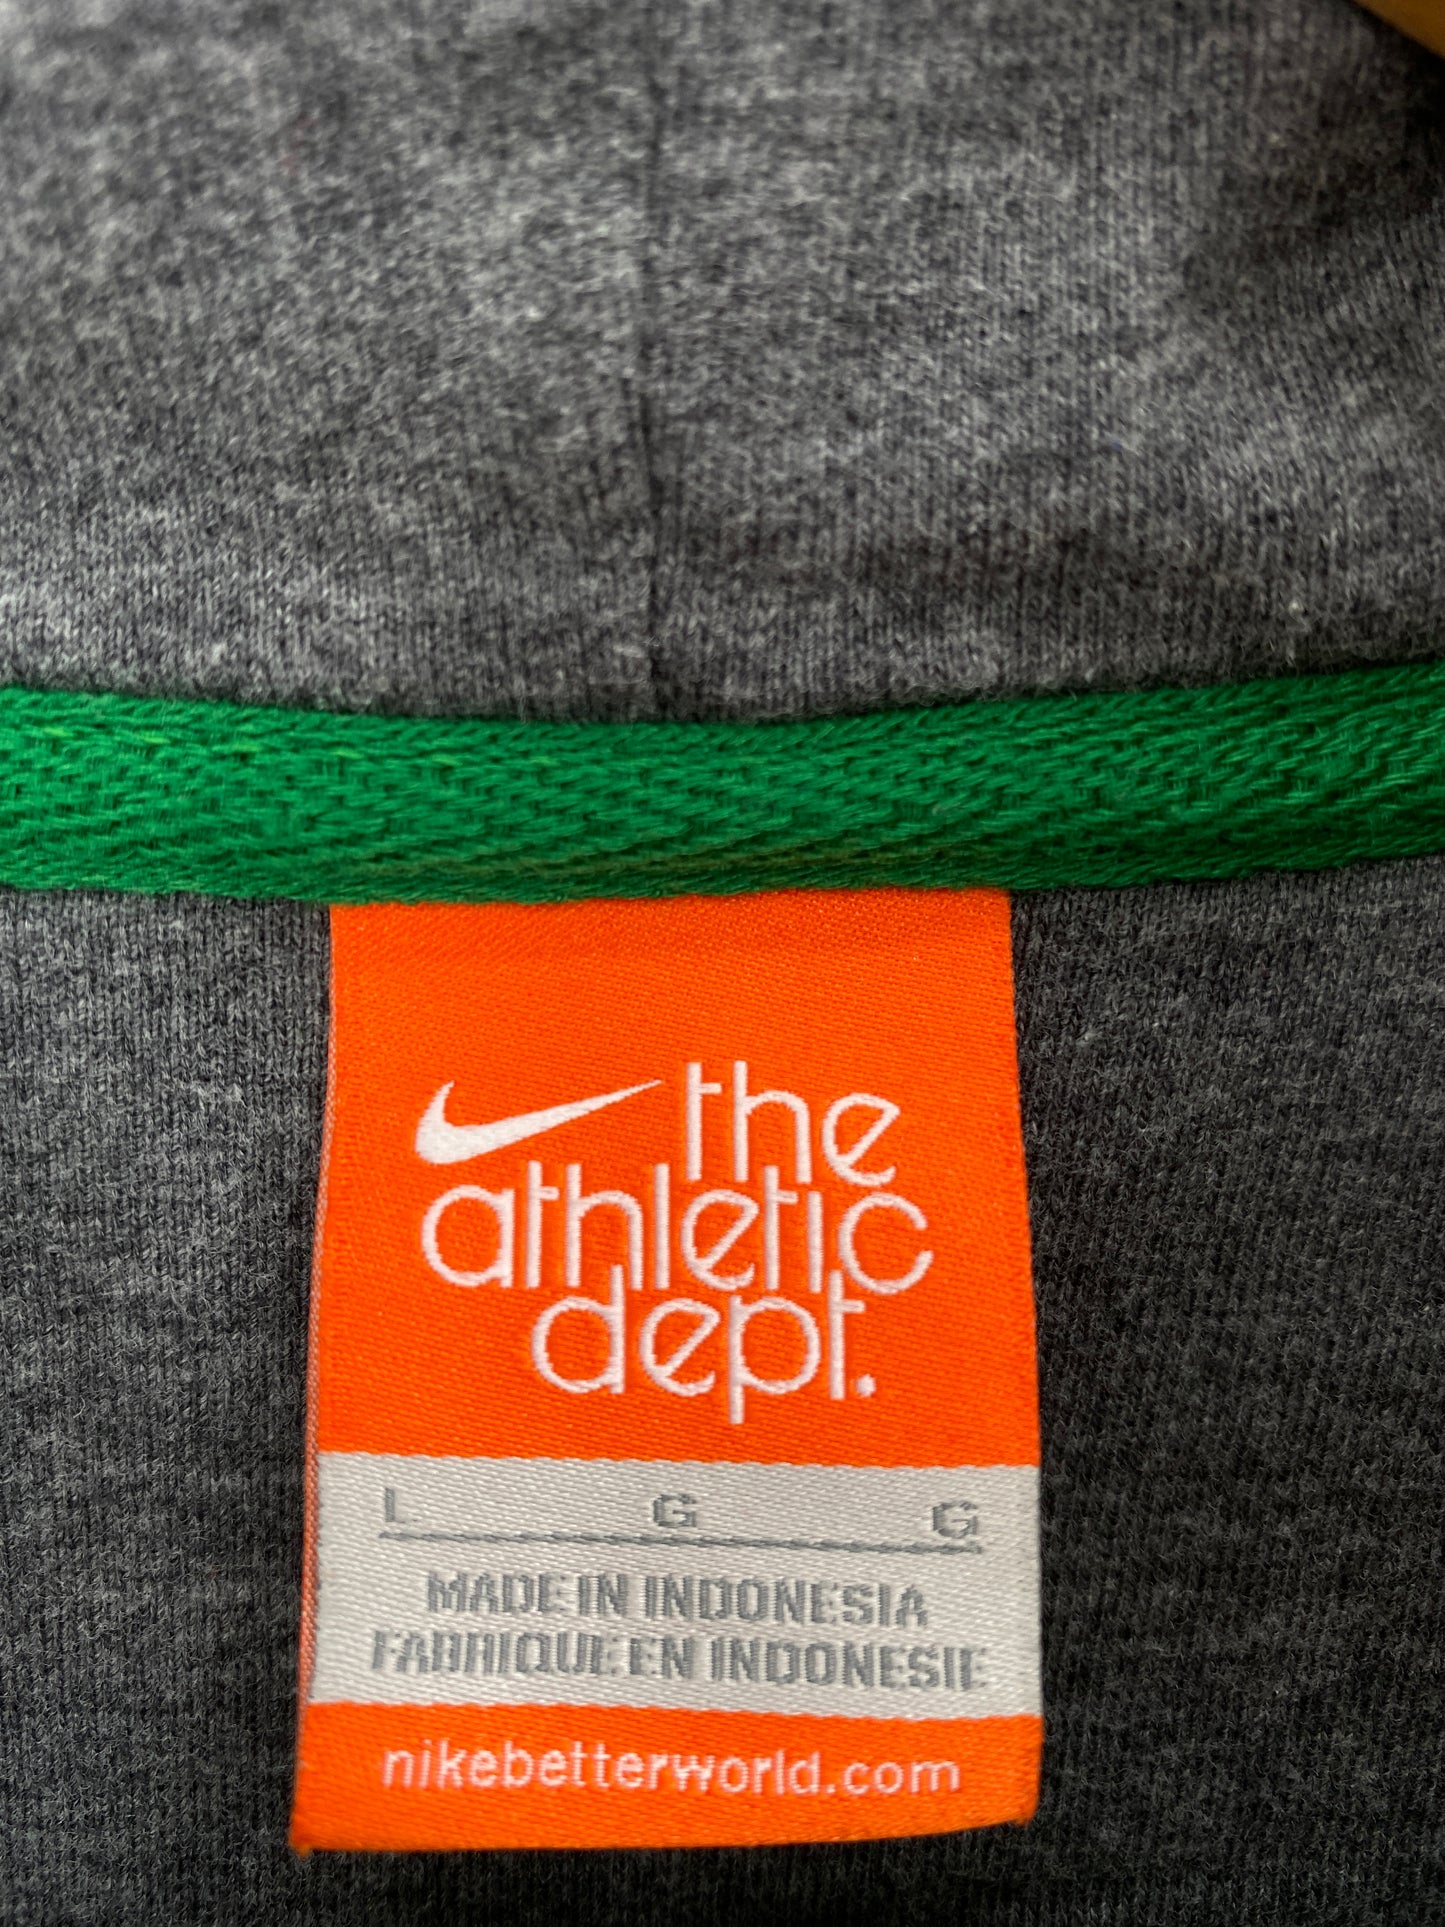 the
athletic
dept.
L G G
MADE IN INDONESIA
FABRIQUE EN INDONESIE
nikebetterworld.com